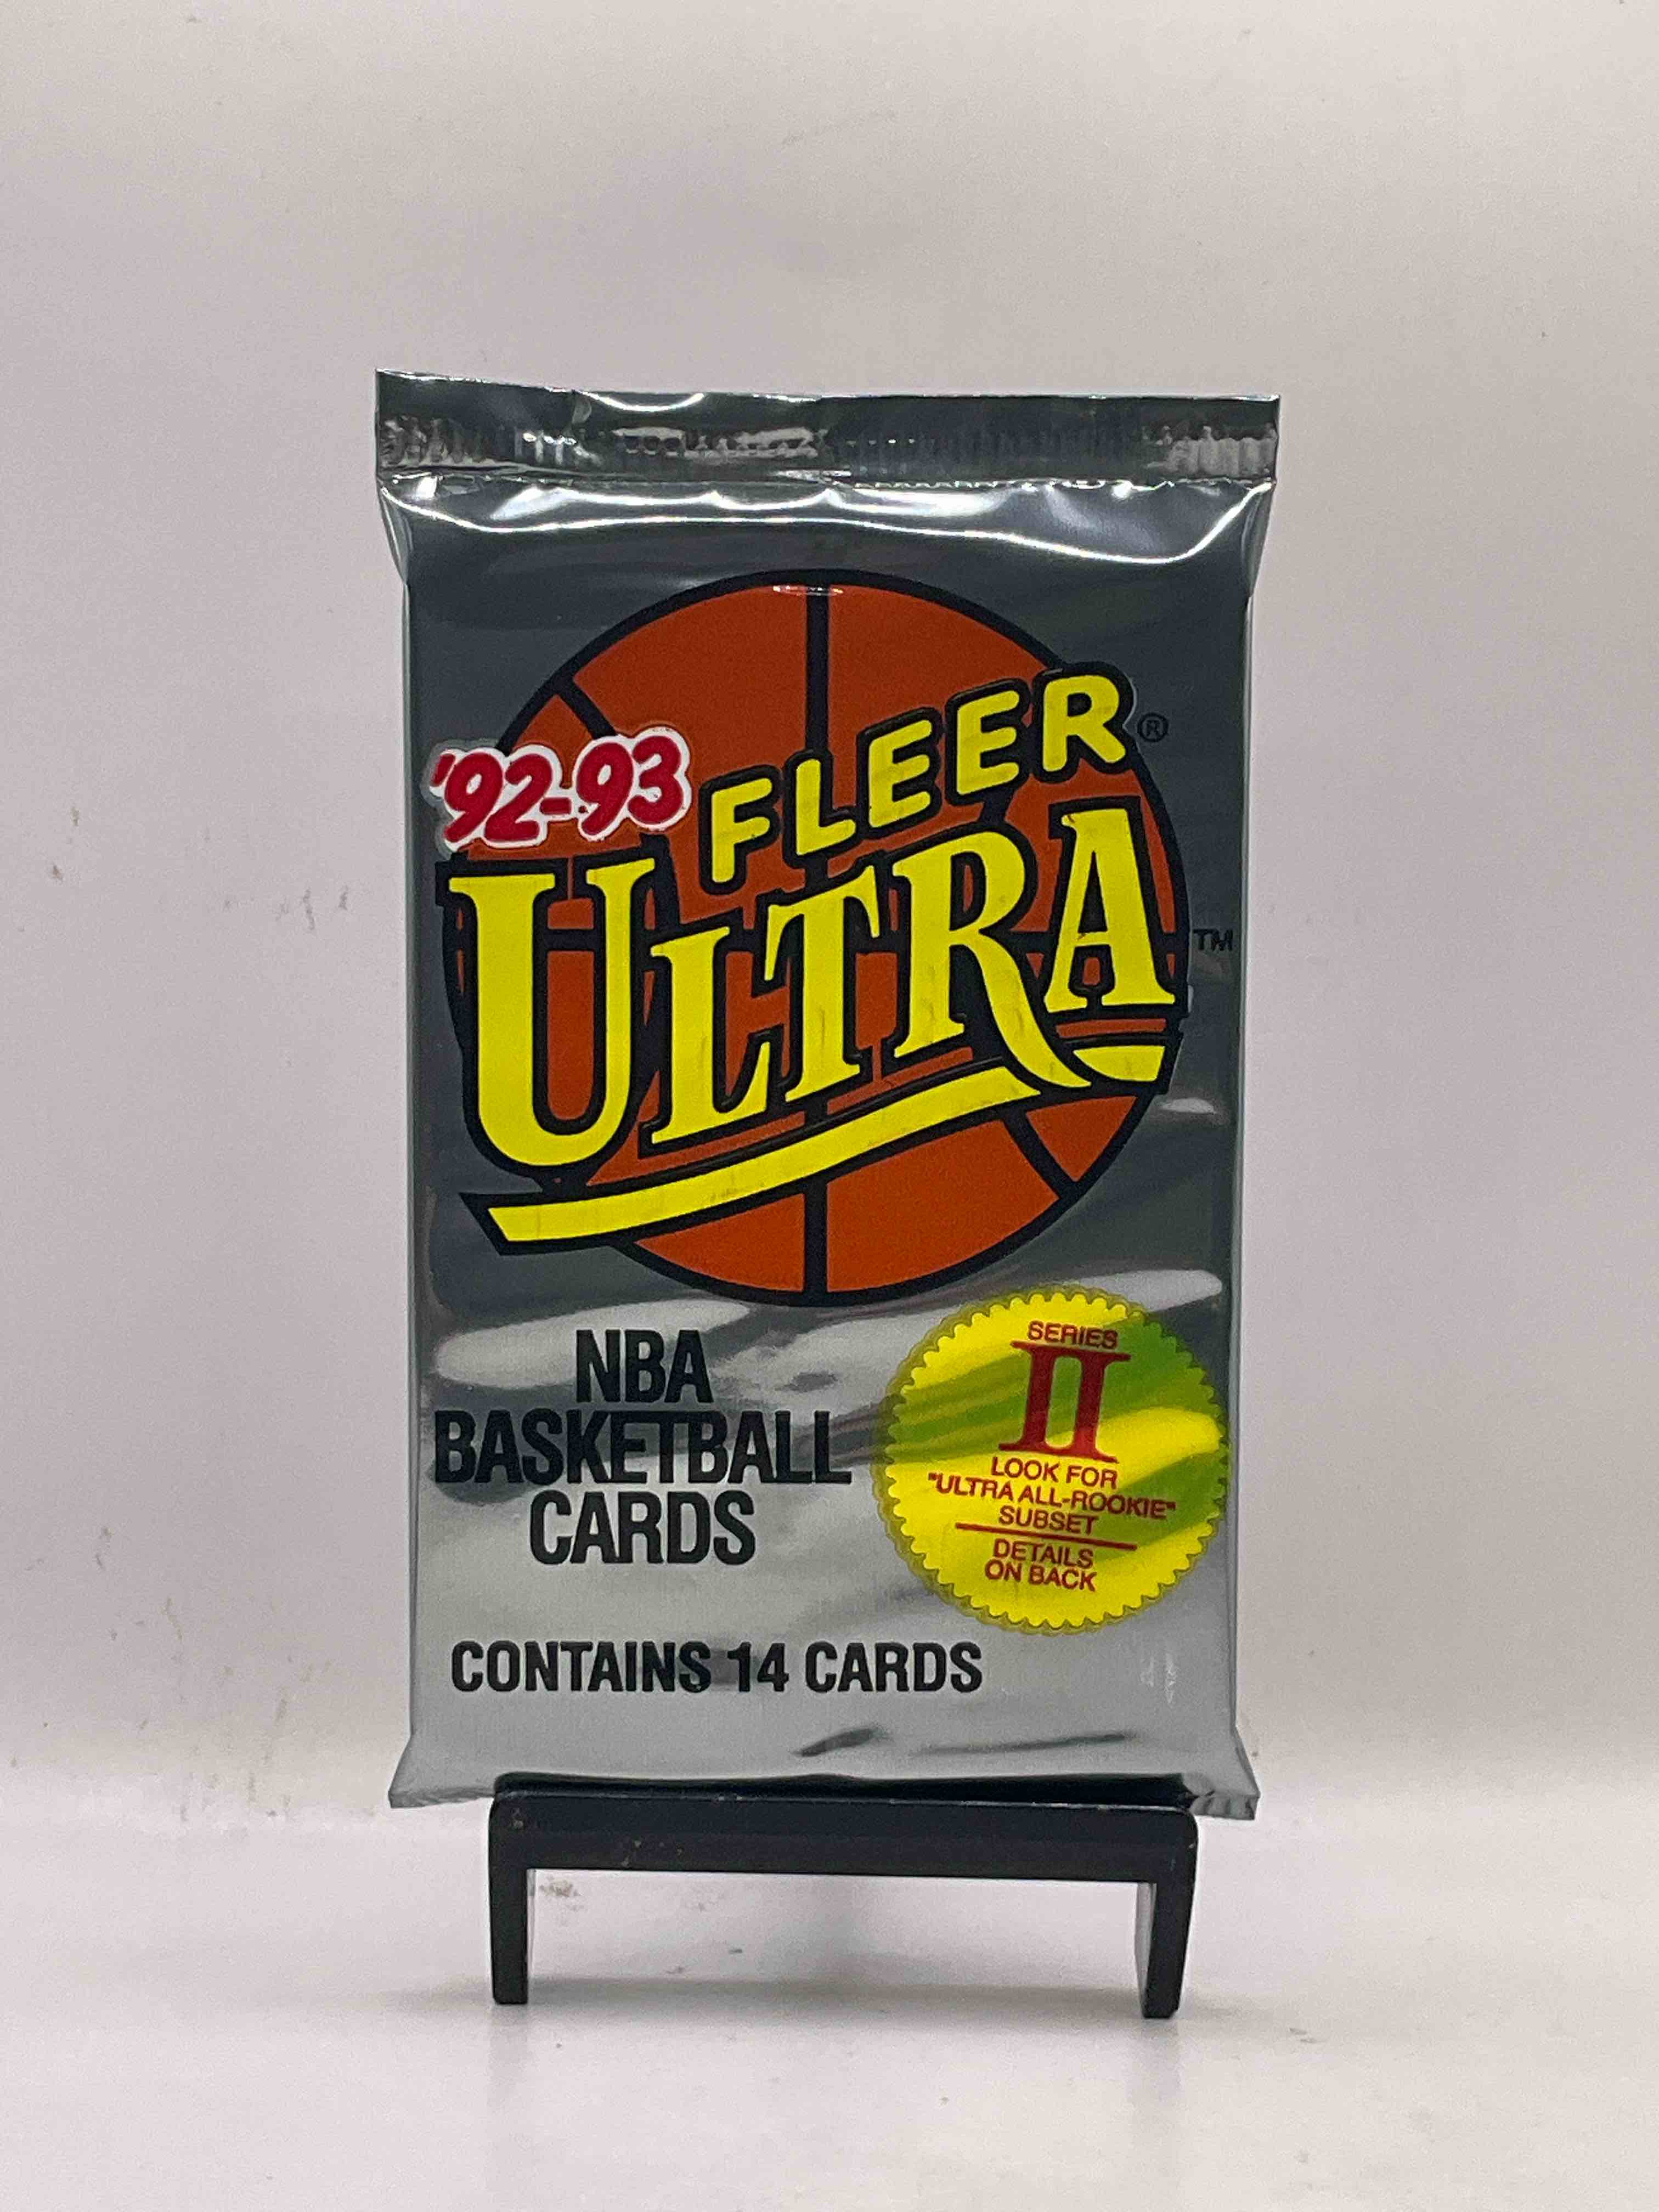 '92-93
FLEER®
ULTRA™
NBA
BASKETBALL
CARDS
SERIES
II
LOOK FOR
"ULTRA ALL-ROOKIE"
SUBSET
DETAILS
ON BACK
CONTAINS 14 CARDS